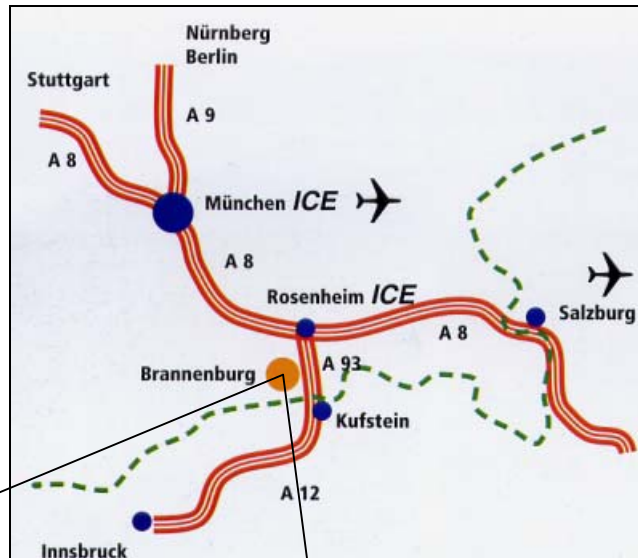 Nürnberg
Berlin
Stuttgart
A 9
A 8
München ICE
A 8
Rosenheim ICE
Salzburg
A 8
Brannenburg
A 93
Kufstein
A 12
Innsbruck